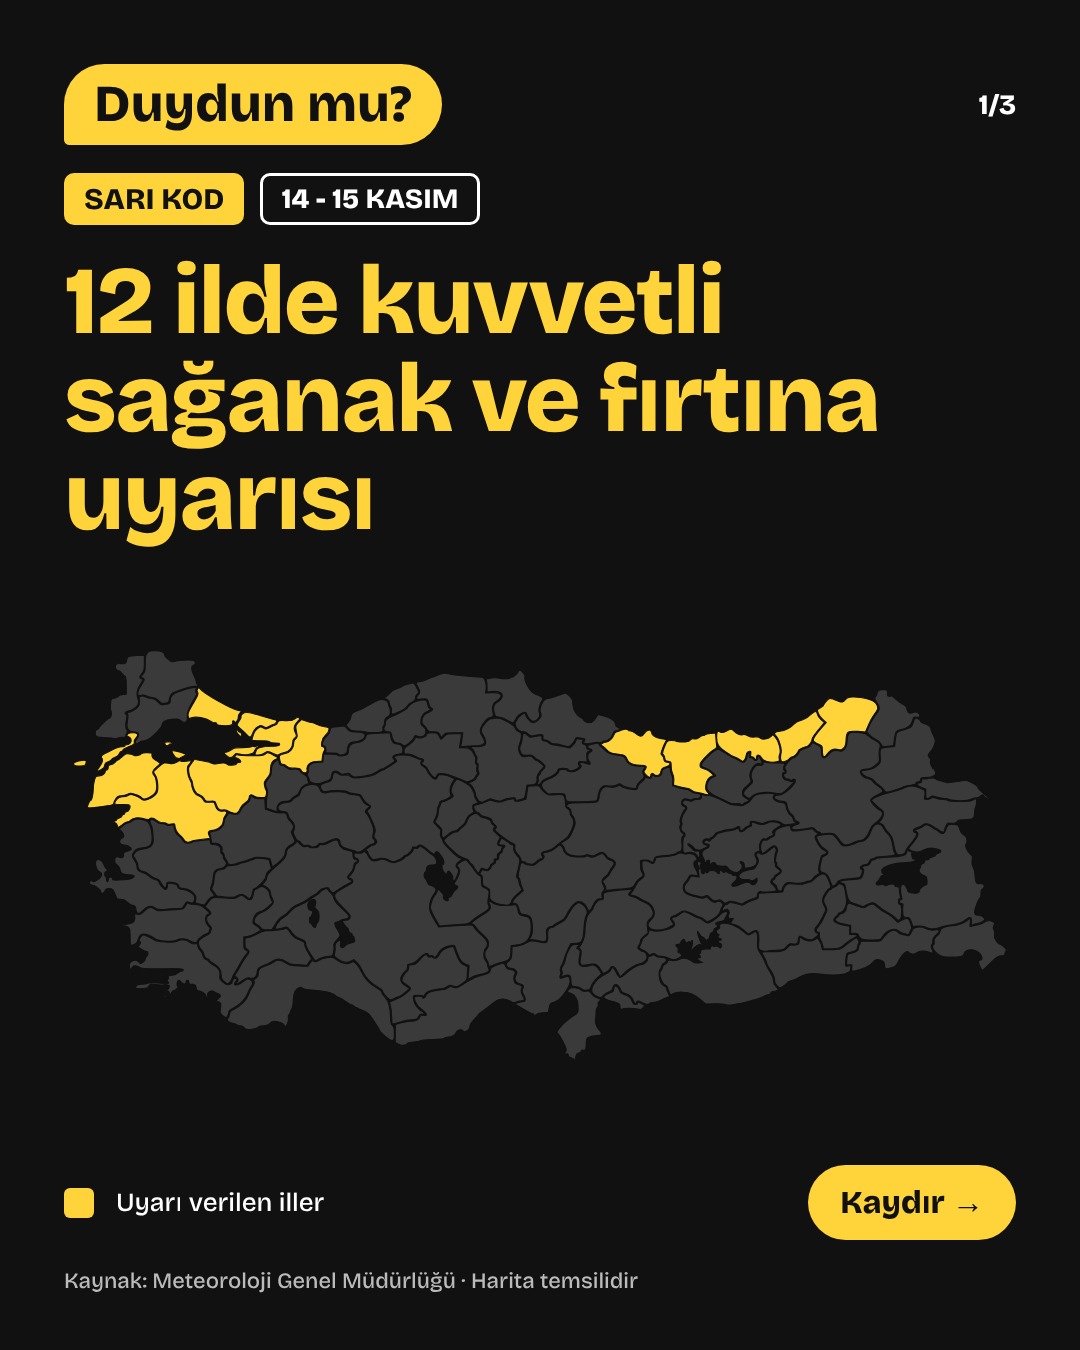 Duydun mu?
1/3
SARI KOD
14 - 15 KASIM
12 ilde kuvvetli
sağanak ve fırtına
uyarısı
Uyarı verilen iller
Kaydır →
Kaynak: Meteoroloji Genel Müdürlüğü · Harita temsilidir